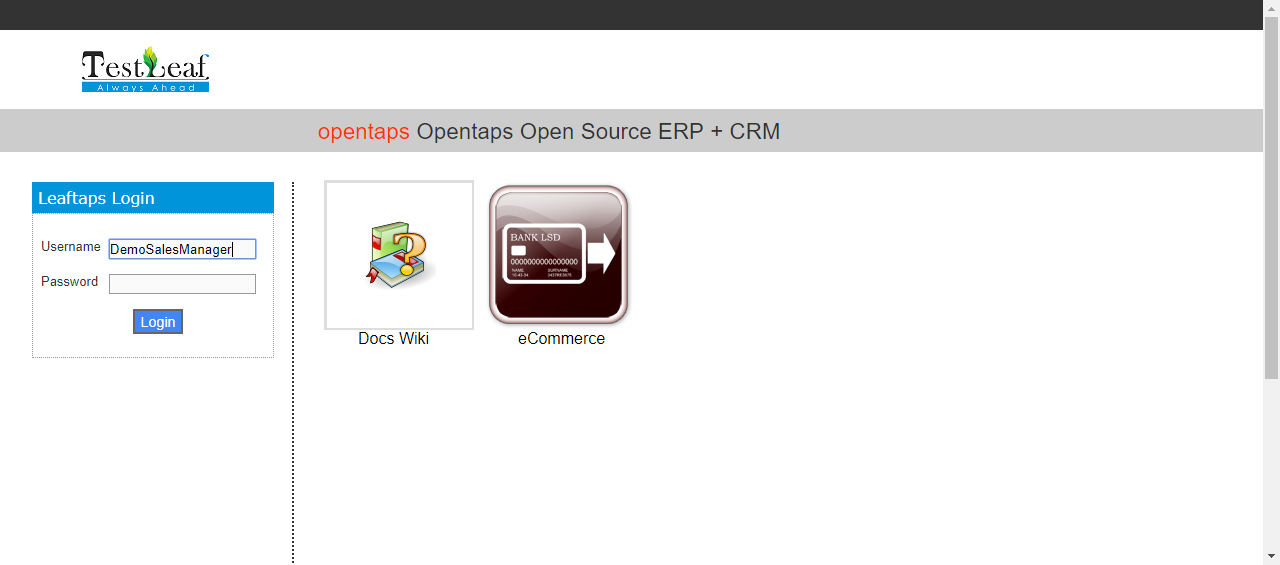 TestLeaf
Always Ahead
opentaps Opentaps Open Source ERP + CRM
Leaftaps Login
Username DemoSalesManager
Password
Login
BANK LSD
0000000000000000
NAME SURNAME
Docs Wiki
eCommerce